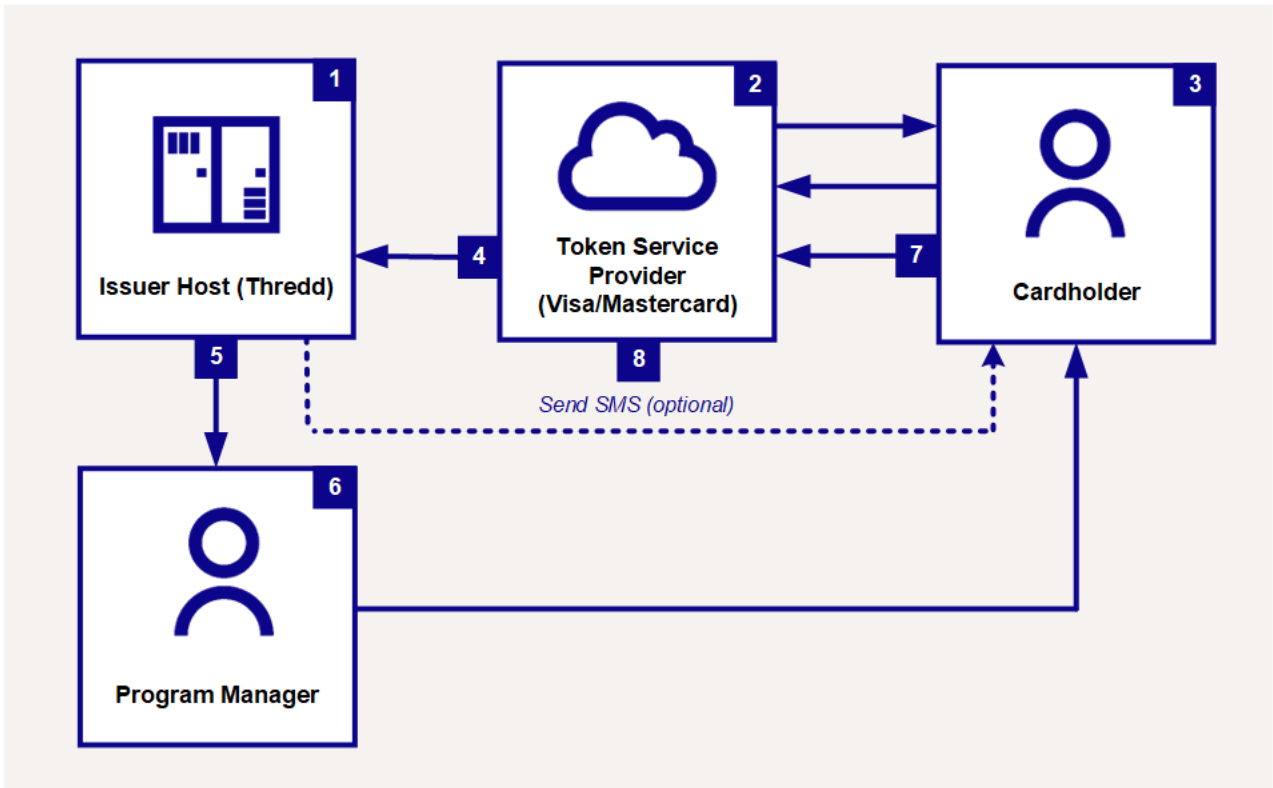 1
2
3
Token Service
Provider
(Visa/Mastercard)
Issuer Host (Thredd)
Cardholder
4
7
5
8
Send SMS (optional)
6
Program Manager